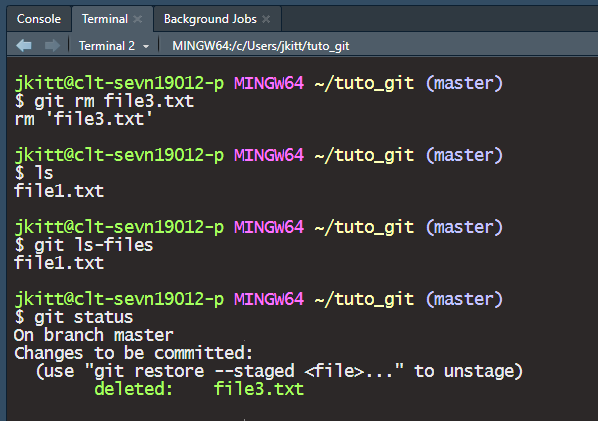 Console Terminal Background Jobs
Terminal 2 MINGW64:/c/Users/jkitt/tuto_git
jkitt@clt-sevn19012-p MINGW64 ~/tuto_git (master)
$ git rm file3.txt
rm 'file3.txt'
jkitt@clt-sevn19012-p MINGW64 ~/tuto_git (master)
$ ls
file1.txt
jkitt@clt-sevn19012-p MINGW64 ~/tuto_git (master)
$ git ls-files
file1.txt
jkitt@clt-sevn19012-p MINGW64 ~/tuto_git (master)
$ git status
On branch master
Changes to be committed:
  (use "git restore --staged <file>..." to unstage)
        deleted:    file3.txt